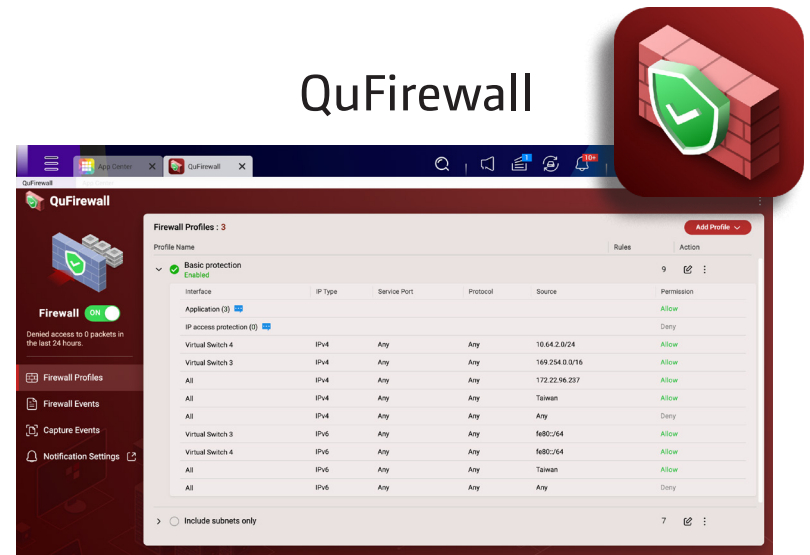 QuFirewall
App Center
QuFirewall
1
10+
QuFirewall
QuFirewall
Firewall Profiles : 3
Add Profile
Profile Name Rules Action
Basic protection
Enabled
9
Interface IP Type Service Port Protocol Source Permission
Application (3) Allow
IP access protection (0) Deny
Virtual Switch 4 IPv4 Any Any 10.64.2.0/24 Allow
Virtual Switch 3 IPv4 Any Any 169.254.0.0/16 Allow
All IPv4 Any Any 172.22.96.237 Allow
All IPv4 Any Any Taiwan Allow
All IPv4 Any Any Any Deny
Virtual Switch 3 IPv6 Any Any fe80::/64 Allow
Virtual Switch 4 IPv6 Any Any fe80::/64 Allow
All IPv6 Any Any Taiwan Allow
All IPv6 Any Any Any Deny
Include subnets only 7
Firewall ON
Denied access to 0 packets in
the last 24 hours.
Firewall Profiles
Firewall Events
Capture Events
Notification Settings